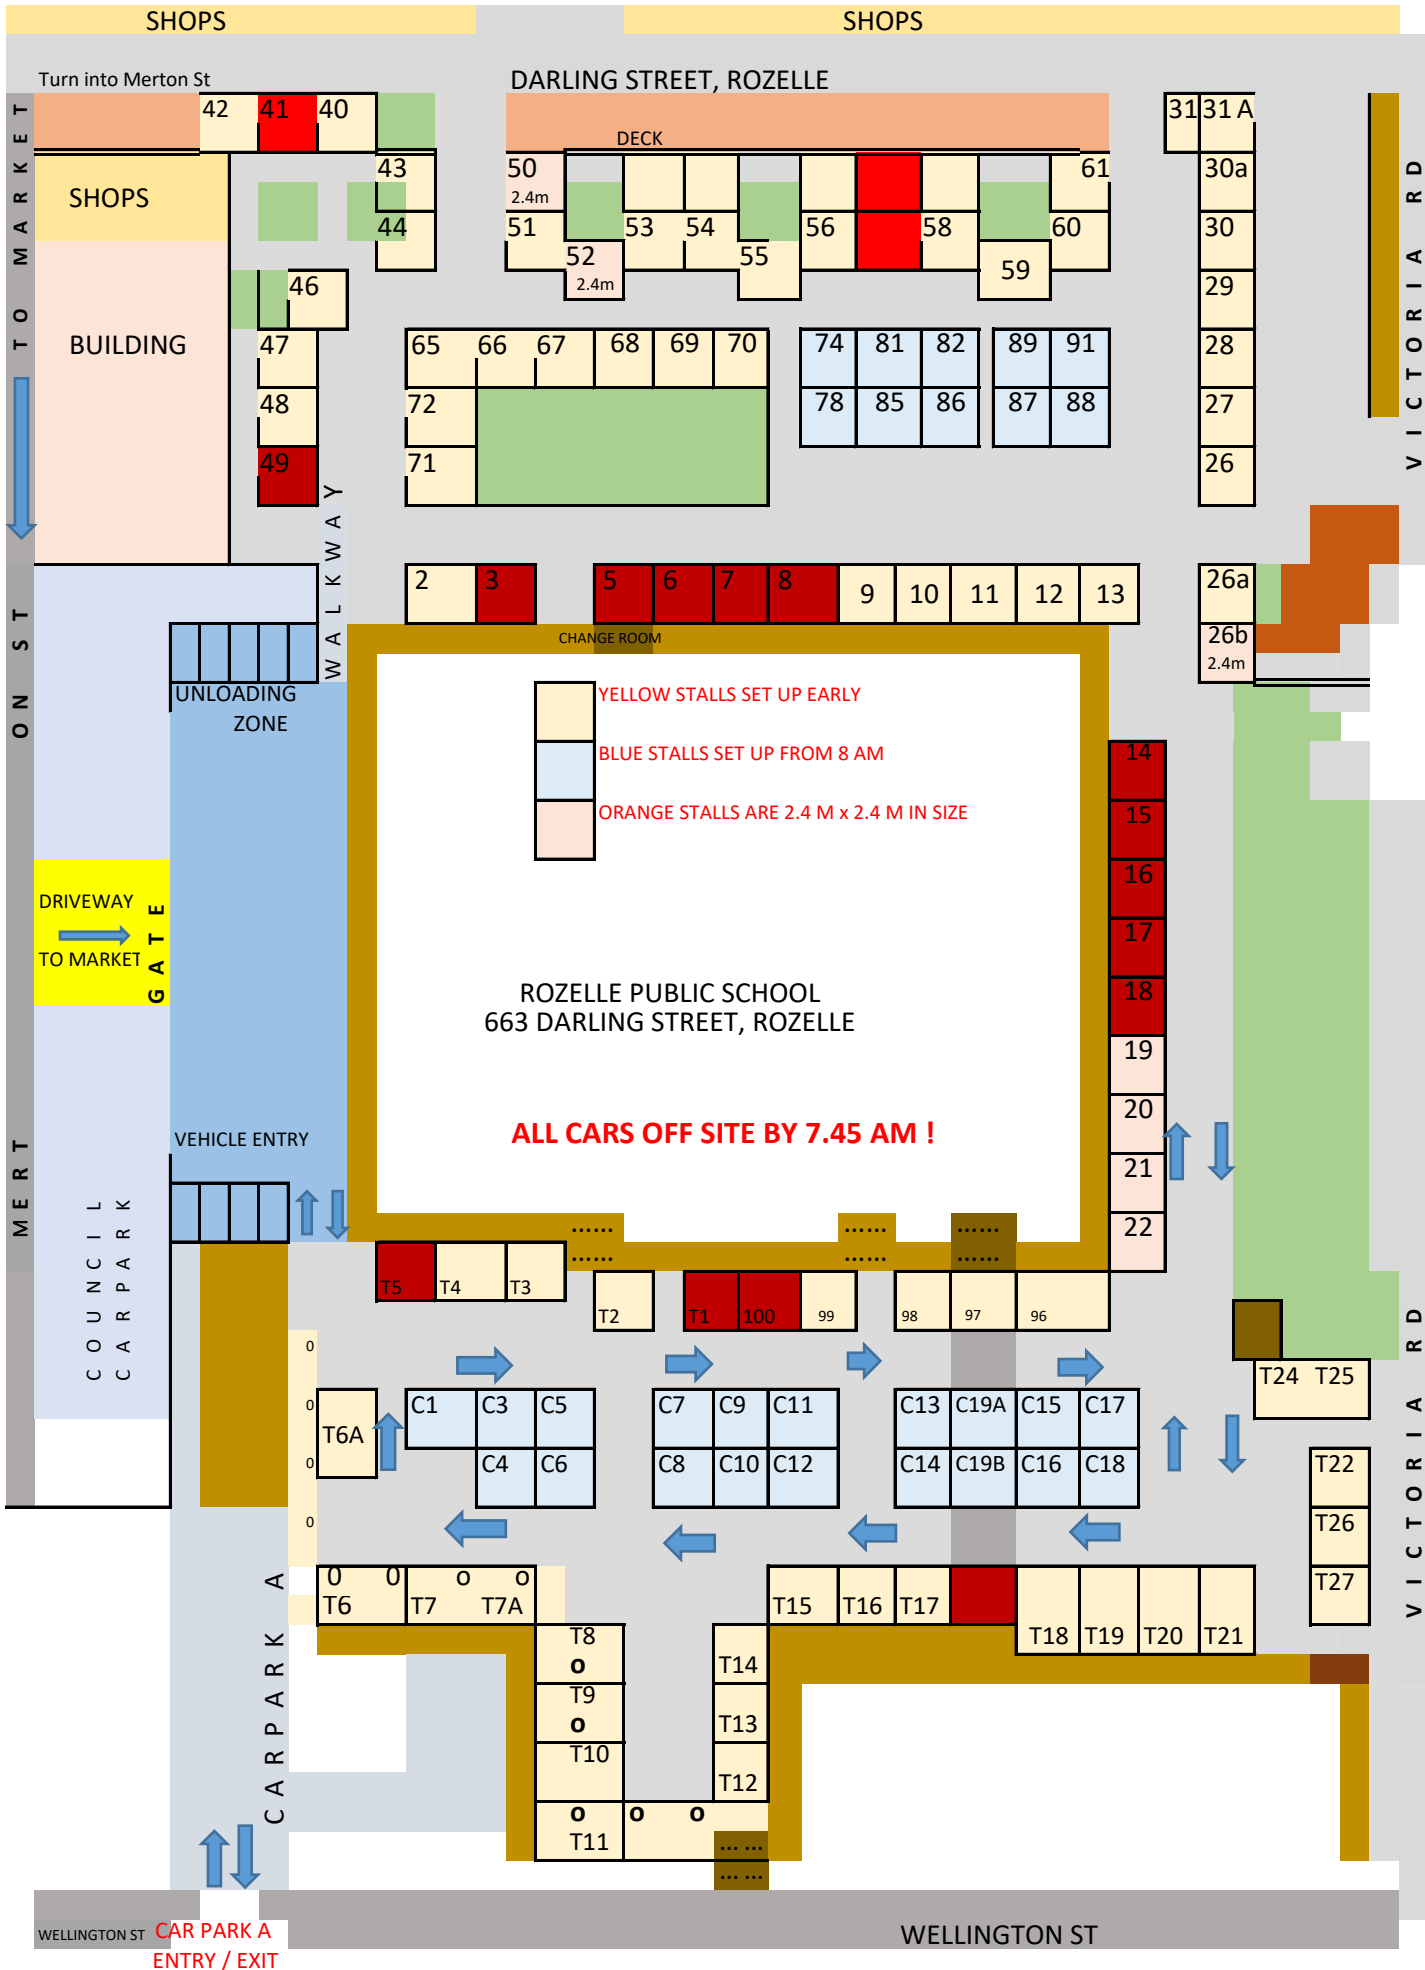 SHOPS SHOPS
Turn into Merton St
DARLING STREET, ROZELLE
TO MARKET
42 41 40
DECK
31 31 A
43 50 61 30a
2.4m
SHOPS
VICTORIA RD
44 51 53 54 56 58 60 30
52 55 59
2.4m
46 29
BUILDING
47 65 66 67 68 69 70 74 81 82 89 91 28
48 72 78 85 86 87 88 27
49 71 26
WALKWAY
2 3 5 6 7 8 9 10 11 12 13 26a
CHANGE ROOM
26b
2.4m
MERT ON ST
UNLOADING
ZONE
YELLOW STALLS SET UP EARLY
BLUE STALLS SET UP FROM 8 AM
ORANGE STALLS ARE 2.4 M x 2.4 M IN SIZE
14
15
16
17
18
19
20
21
22
DRIVEWAY
TO MARKET
GATE
ROZELLE PUBLIC SCHOOL
663 DARLING STREET, ROZELLE
ALL CARS OFF SITE BY 7.45 AM !
VEHICLE ENTRY
COUNCIL
CARPARK
...... ...... ......
...... ...... ......
T5 T4 T3
T2 T1 100 99 98 97 96
0
T24 T25
VICTORIA RD
0
C1 C3 C5 C7 C9 C11 C13 C19A C15 C17
T6A
0
C4 C6 C8 C10 C12 C14 C19B C16 C18
T22
0
T26
0 0 o o
T6 T7 T7A T15 T16 T17 T27
T18 T19 T20 T21
CARPARK A
T8
o
T14
T9
o
T13
T10
T12
o o o
T11
... ...
... ...
WELLINGTON ST
CAR PARK A
ENTRY / EXIT
WELLINGTON ST